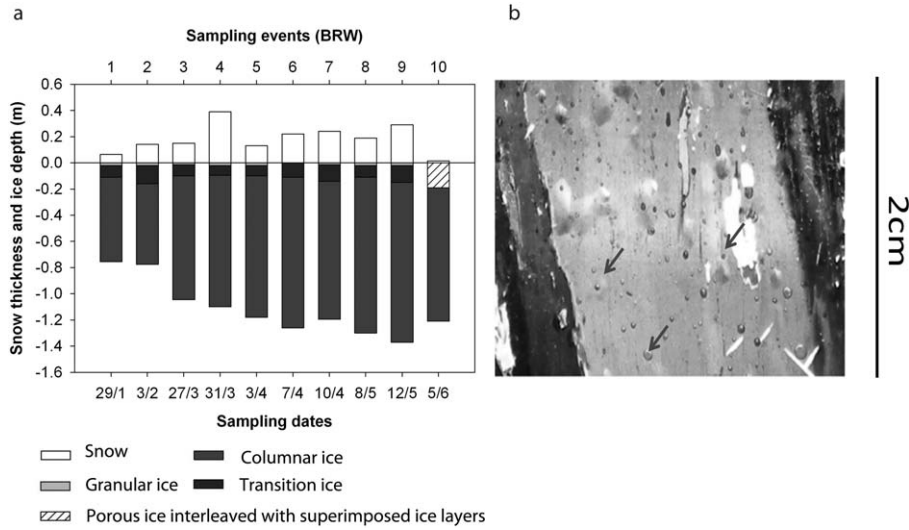 a
Sampling events (BRW)
1 2 3 4 5 6 7 8 9 10
Snow thickness and ice depth (m)
0.6
0.4
0.2
0.0
-0.2
-0.4
-0.6
-0.8
-1.0
-1.2
-1.4
-1.6
29/1 3/2 27/3 31/3 3/4 7/4 10/4 8/5 12/5 5/6
Sampling dates
Snow
Columnar ice
Granular ice
Transition ice
Porous ice interleaved with superimposed ice layers
b
2cm